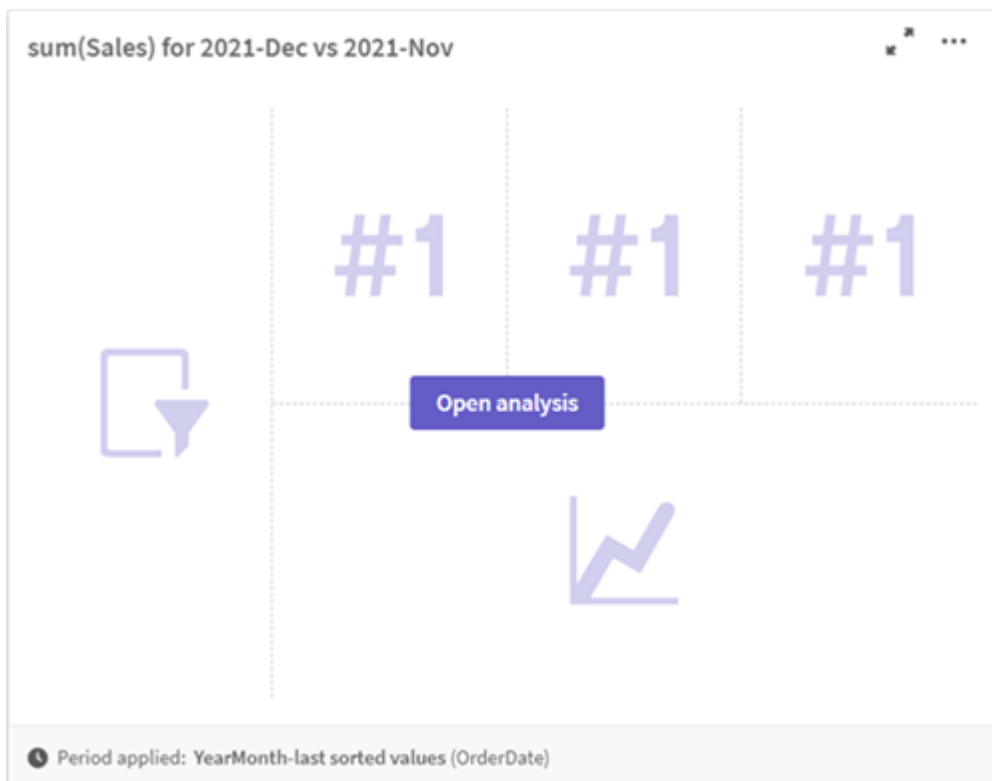 sum(Sales) for 2021-Dec vs 2021-Nov
#1 #1 #1
Open analysis
Period applied: YearMonth-last sorted values (OrderDate)